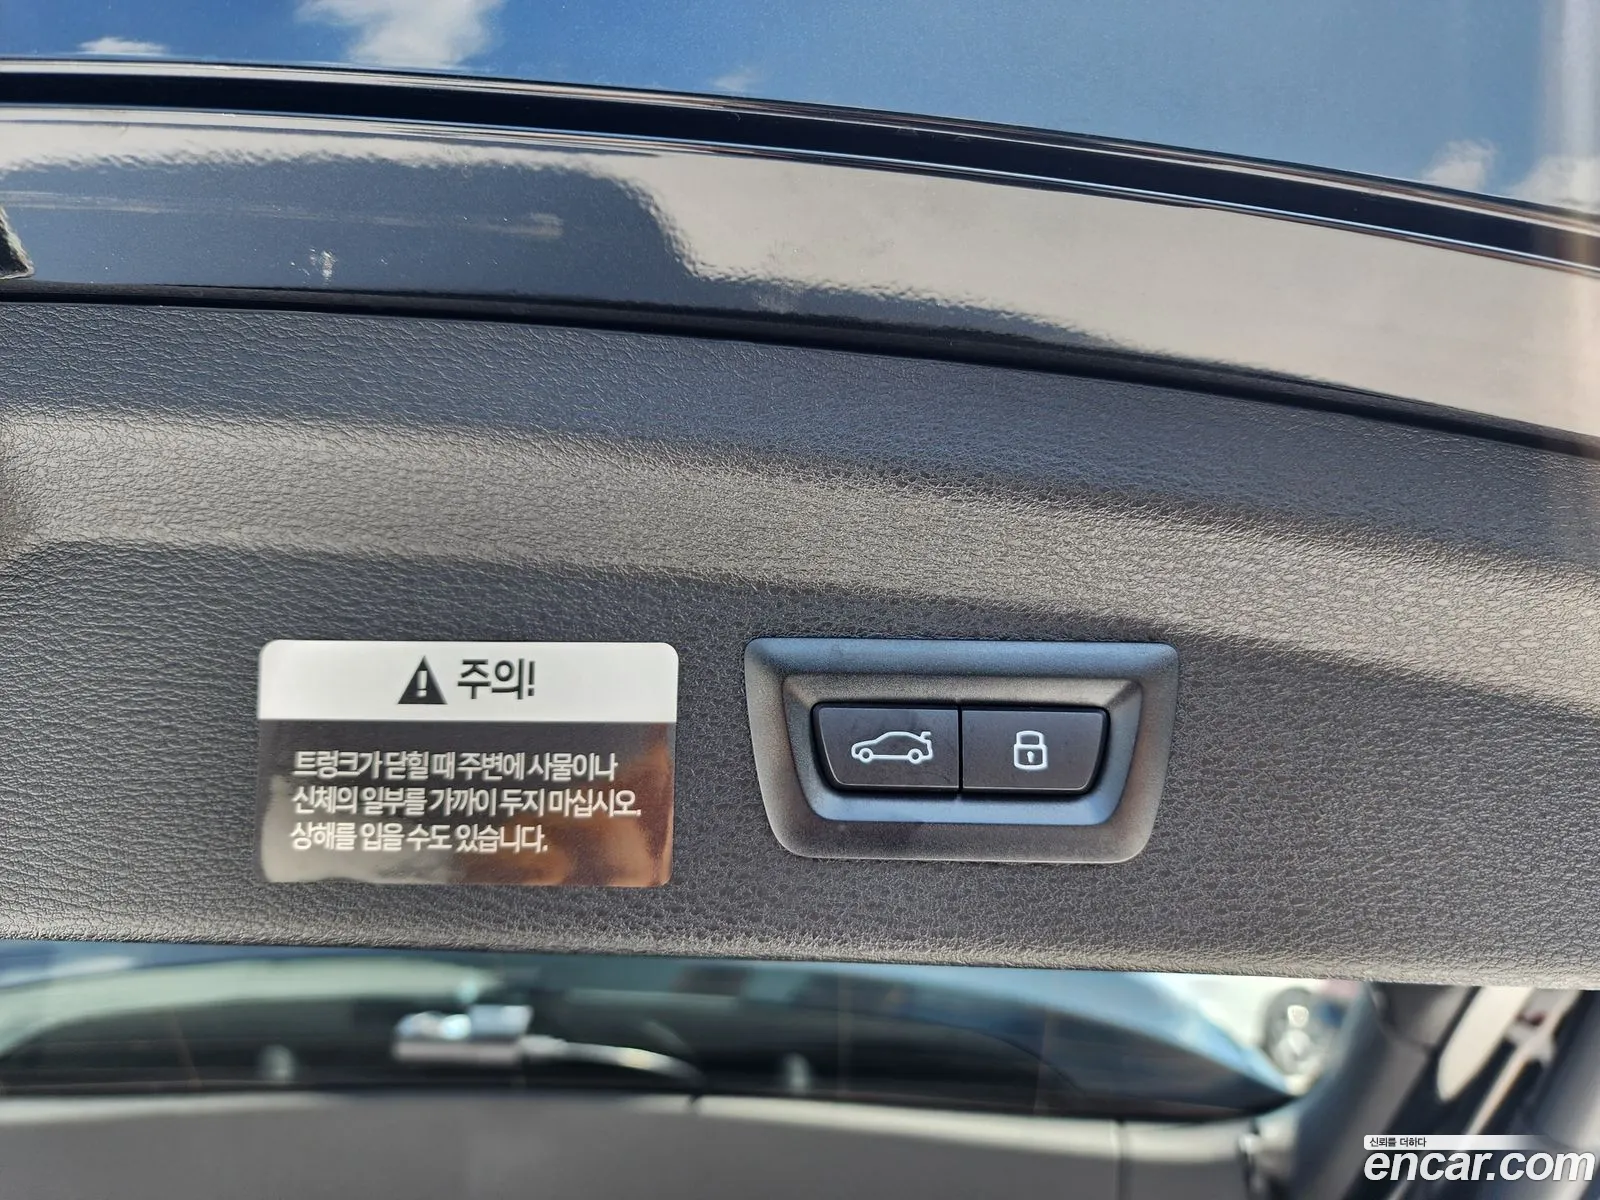 주의!
트렁크가 닫힐 때 주변에 사물이나
신체의 일부를 가까이 두지 마십시오.
상해를 입을 수도 있습니다.
신뢰를 더하다
encar.com